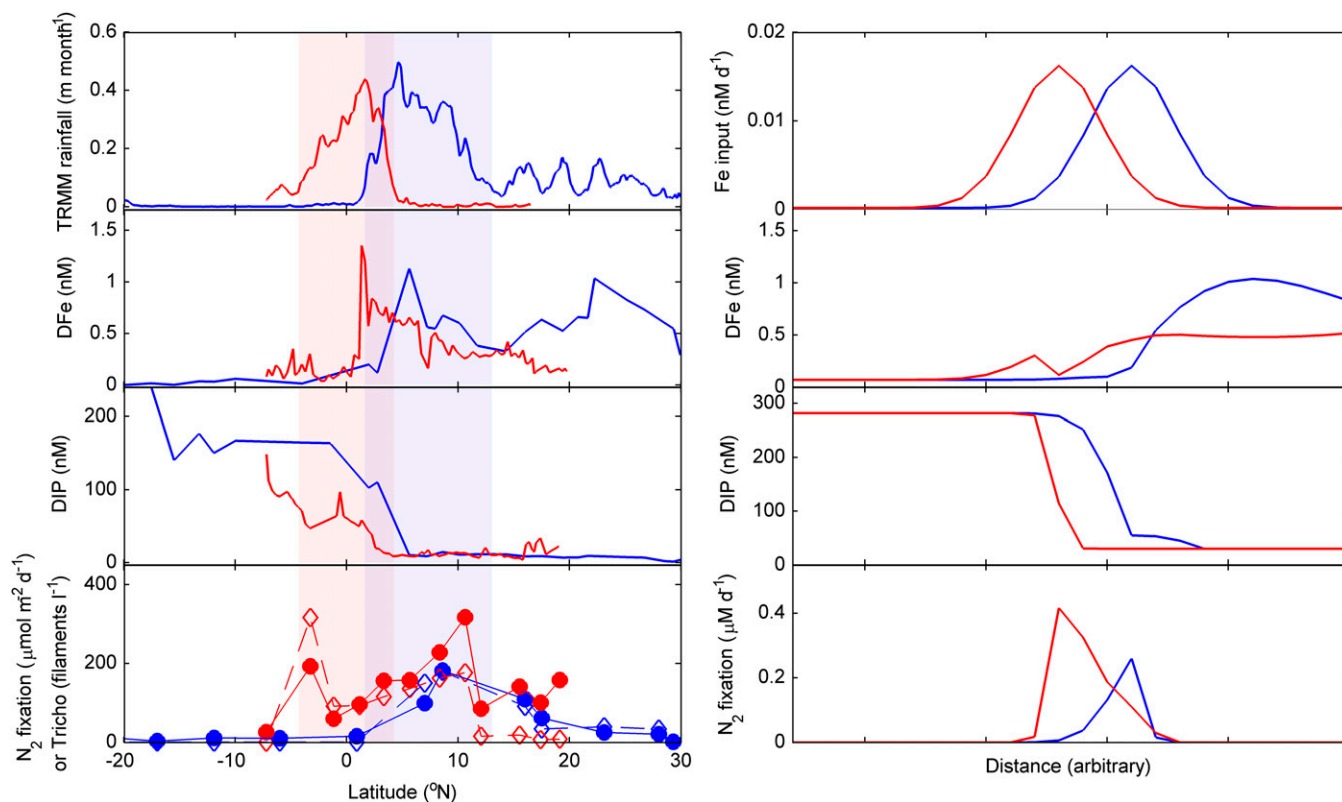 TRMM rainfall (m month¹)
0.6
0.4
0.2
0
DFe (nM)
1.5
1
0.5
0
DIP (nM)
200
100
0
N₂ fixation (μmol m⁻² d⁻¹)
or Tricho (filaments l⁻¹)
400
200
0
-20 -10 0 10 20 30
Latitude (°N)
Fe input (nM d⁻¹)
0.02
0.01
0
DFe (nM)
1.5
1
0.5
0
DIP (nM)
300
200
100
0
N₂ fixation (μM d⁻¹)
0.4
0.2
0
Distance (arbitrary)